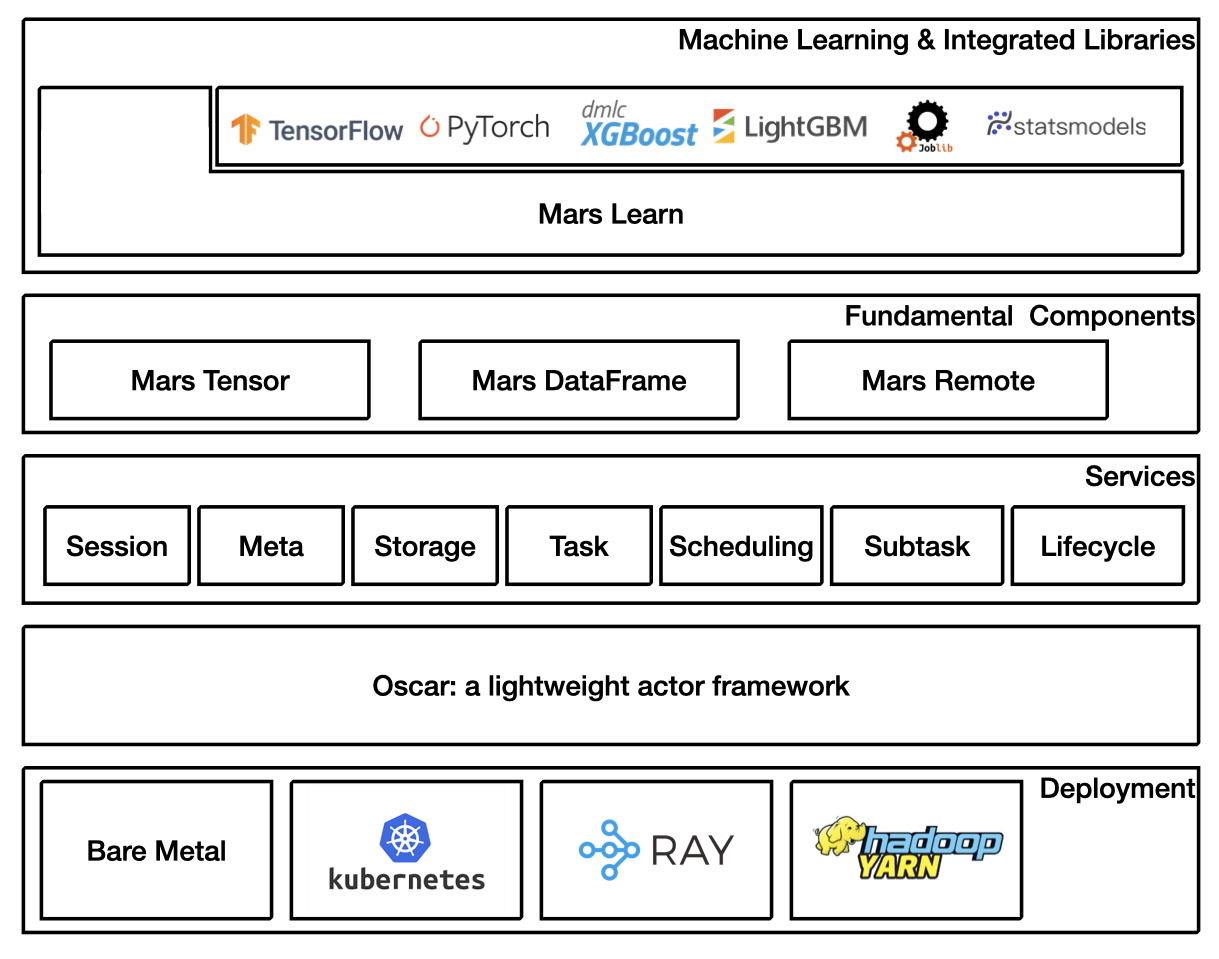 Machine Learning & Integrated Libraries
TensorFlow
PyTorch
dmlc
XGBoost
LightGBM
Joblib
statsmodels
Mars Learn
Fundamental Components
Mars Tensor
Mars DataFrame
Mars Remote
Services
Session
Meta
Storage
Task
Scheduling
Subtask
Lifecycle
Oscar: a lightweight actor framework
Deployment
Bare Metal
kubernetes
RAY
hadoop
YARN